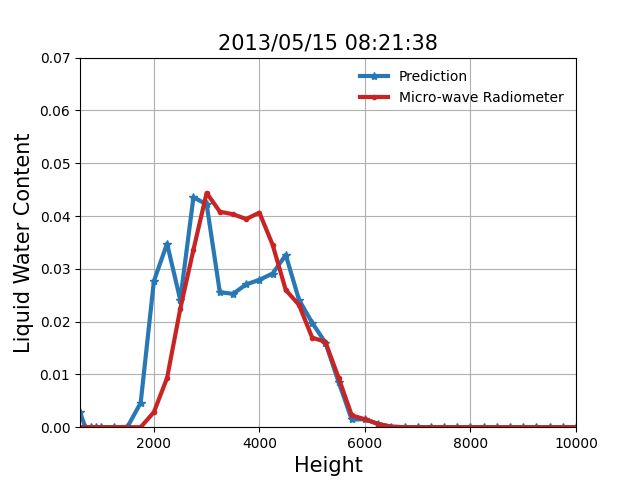 2013/05/15 08:21:38
0.07
0.06
0.05
0.04
0.03
0.02
0.01
0.00
Liquid Water Content
Prediction
Micro-wave Radiometer
2000 4000 6000 8000 10000
Height